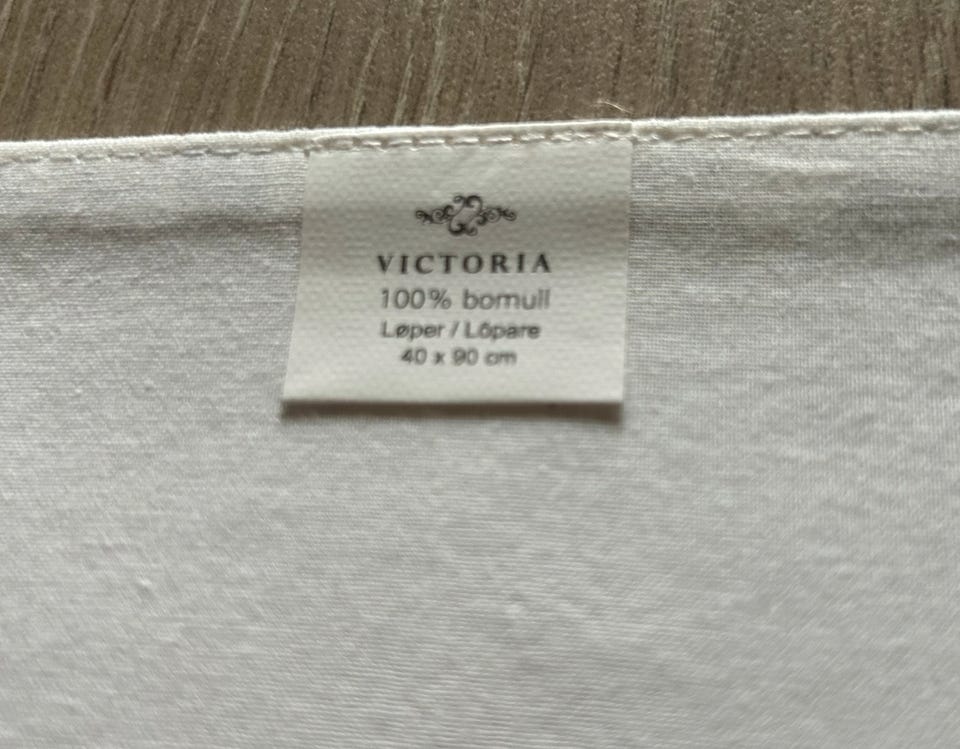 VICTORIA
100% bomull
Løper / Löpare
40 x 90 cm